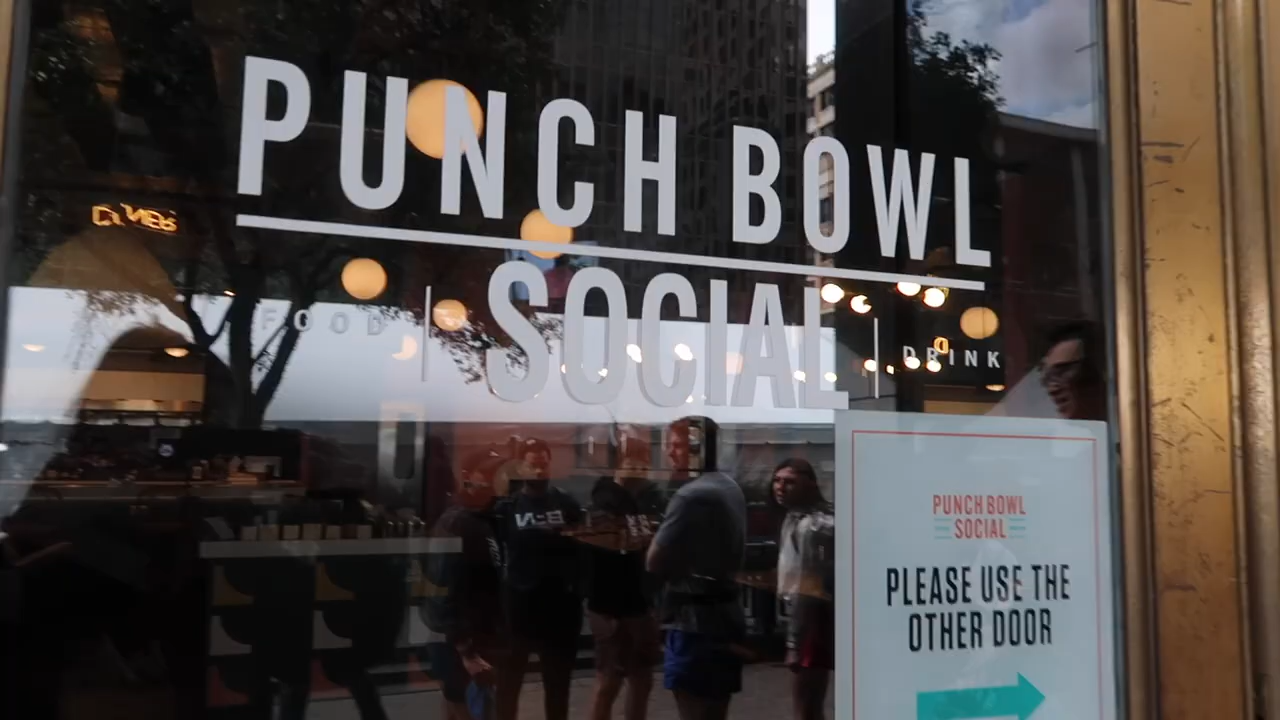 PUNCH BOWL
FOOD | SOCIAL | DRINK
PUNCH BOWL
SOCIAL
PLEASE USE THE
OTHER DOOR